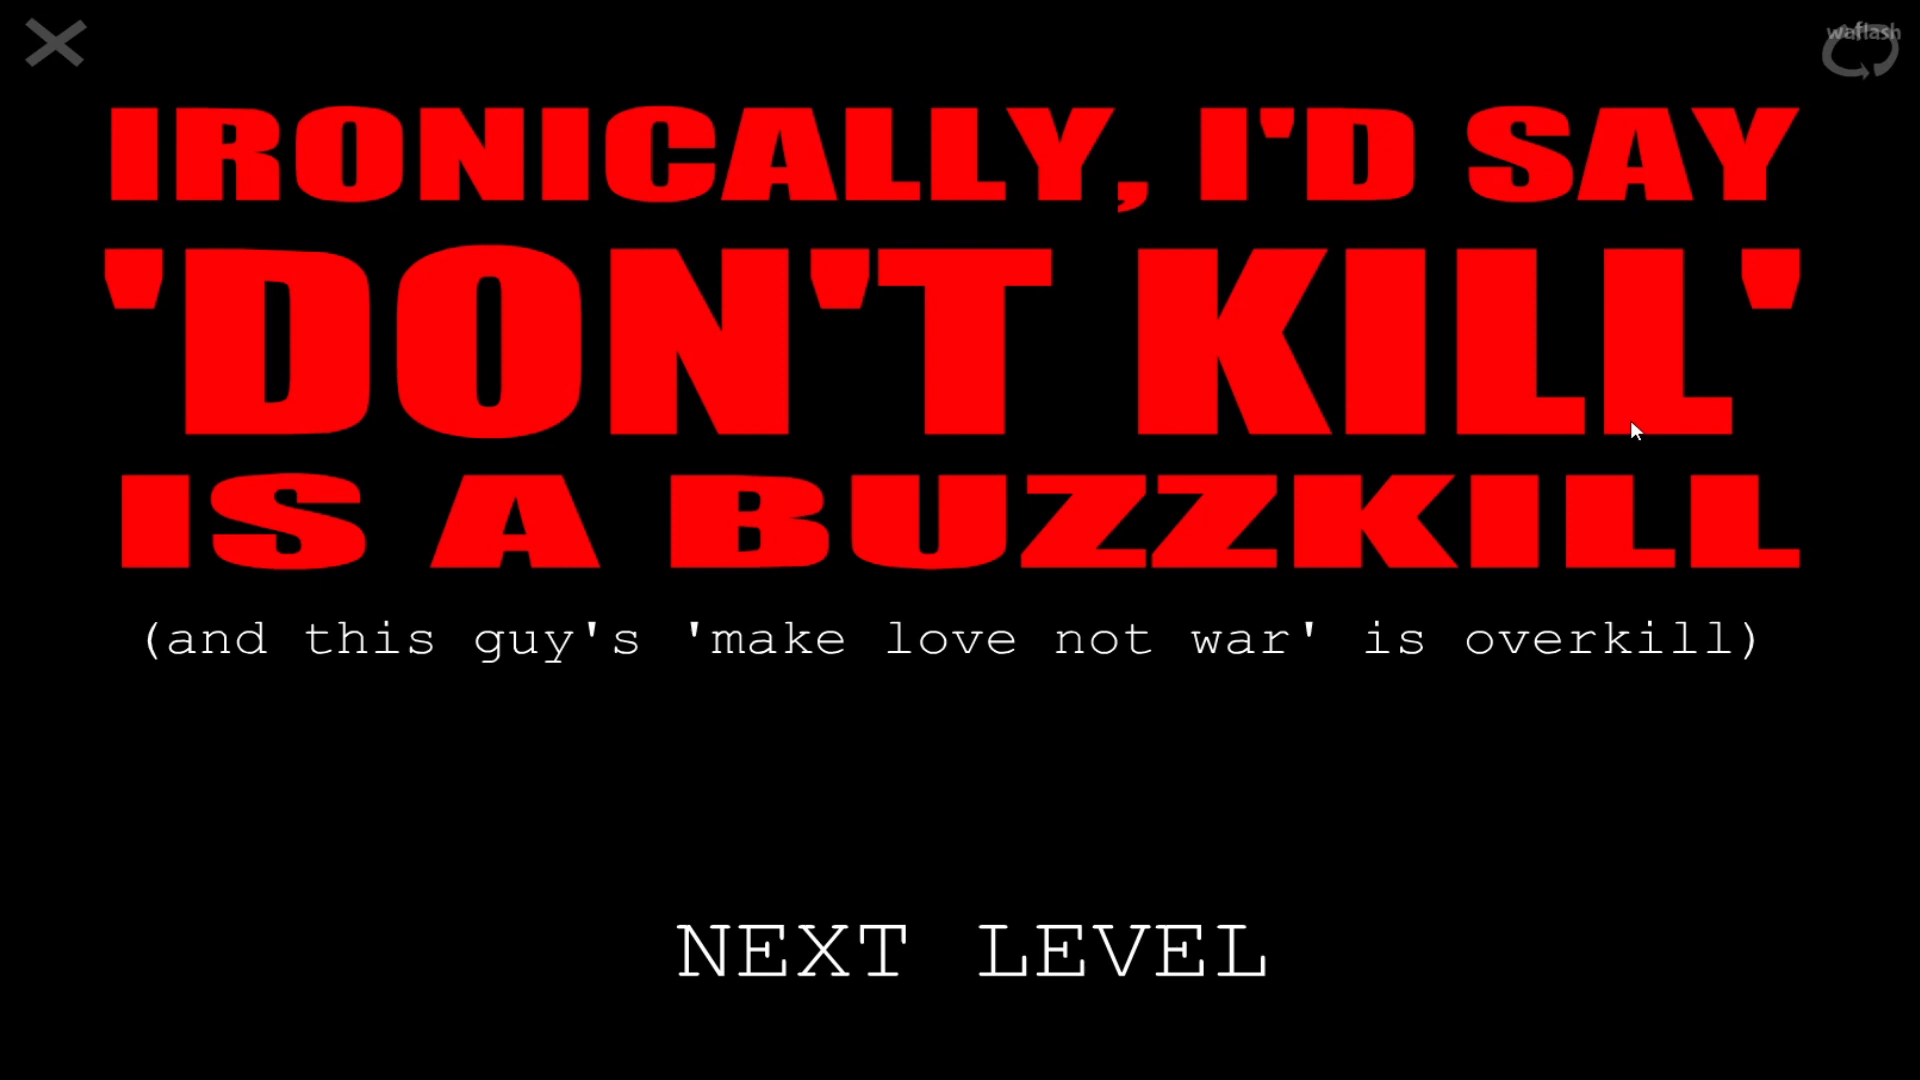 waflash
IRONICALLY, I'D SAY
'DON'T KILL'
IS A BUZZKILL
(and this guy's 'make love not war' is overkill)
NEXT LEVEL